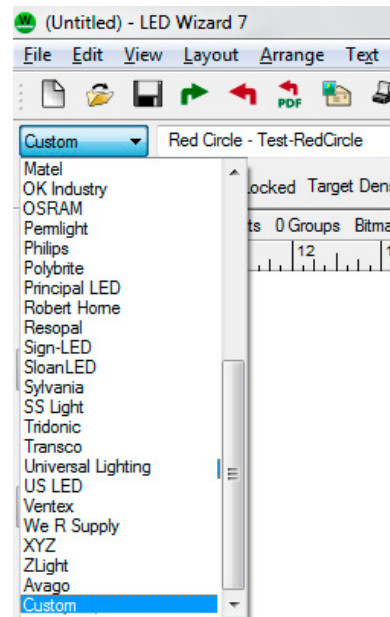 (Untitled) - LED Wizard 7
File Edit View Layout Arrange Text
PDF
Custom Red Circle - Test-RedCircle
Matel
OK Industry
ocked Target Den
OSRAM
Permlight
ts 0 Groups Bitma
Philips
12
Polybrite
Principal LED
Robert Home
Resopal
Sign-LED
SloanLED
Sylvania
SS Light
Tridonic
Transco
Universal Lighting
US LED
Ventex
We R Supply
XYZ
ZLight
Avago
Custom